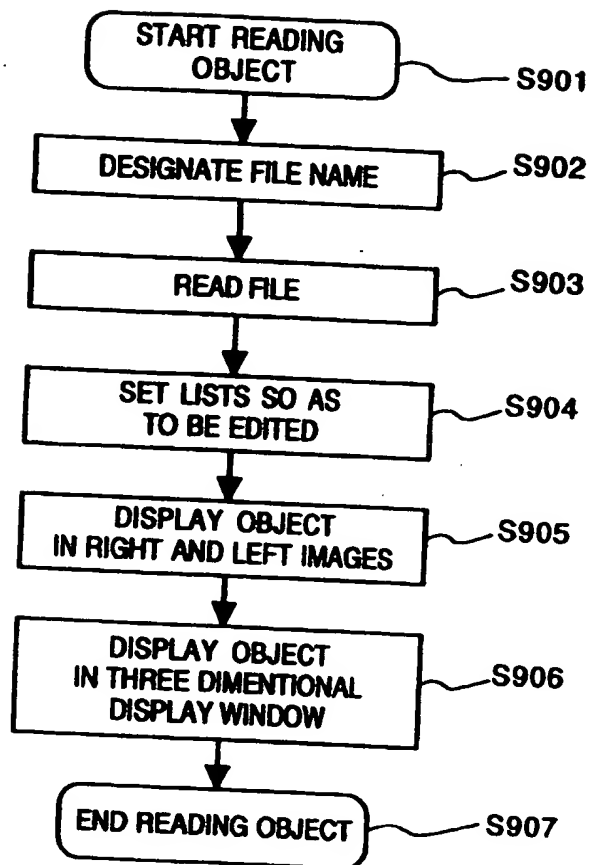 START READING
OBJECT
S901
DESIGNATE FILE NAME
S902
READ FILE
S903
SET LISTS SO AS
TO BE EDITED
S904
DISPLAY OBJECT
IN RIGHT AND LEFT IMAGES
S905
DISPLAY OBJECT
IN THREE DIMENTIONAL
DISPLAY WINDOW
S906
END READING OBJECT
S907